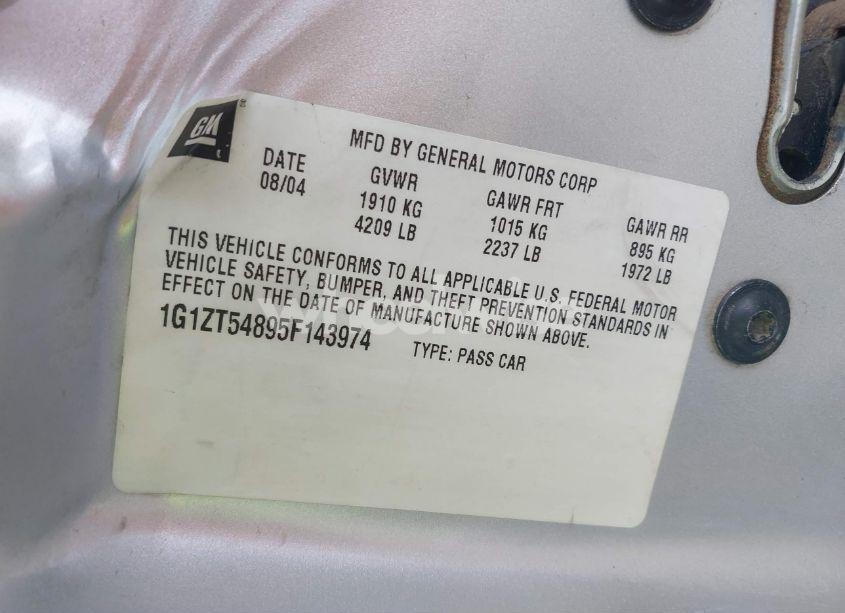 GM
MFD BY GENERAL MOTORS CORP
DATE GVWR GAWR FRT GAWR RR
08/04 1910 KG 1015 KG 895 KG
4209 LB 2237 LB 1972 LB
THIS VEHICLE CONFORMS TO ALL APPLICABLE U.S. FEDERAL MOTOR
VEHICLE SAFETY, BUMPER, AND THEFT PREVENTION STANDARDS IN
EFFECT ON THE DATE OF MANUFACTURE SHOWN ABOVE.
1G1ZT54895F143974 TYPE: PASS CAR